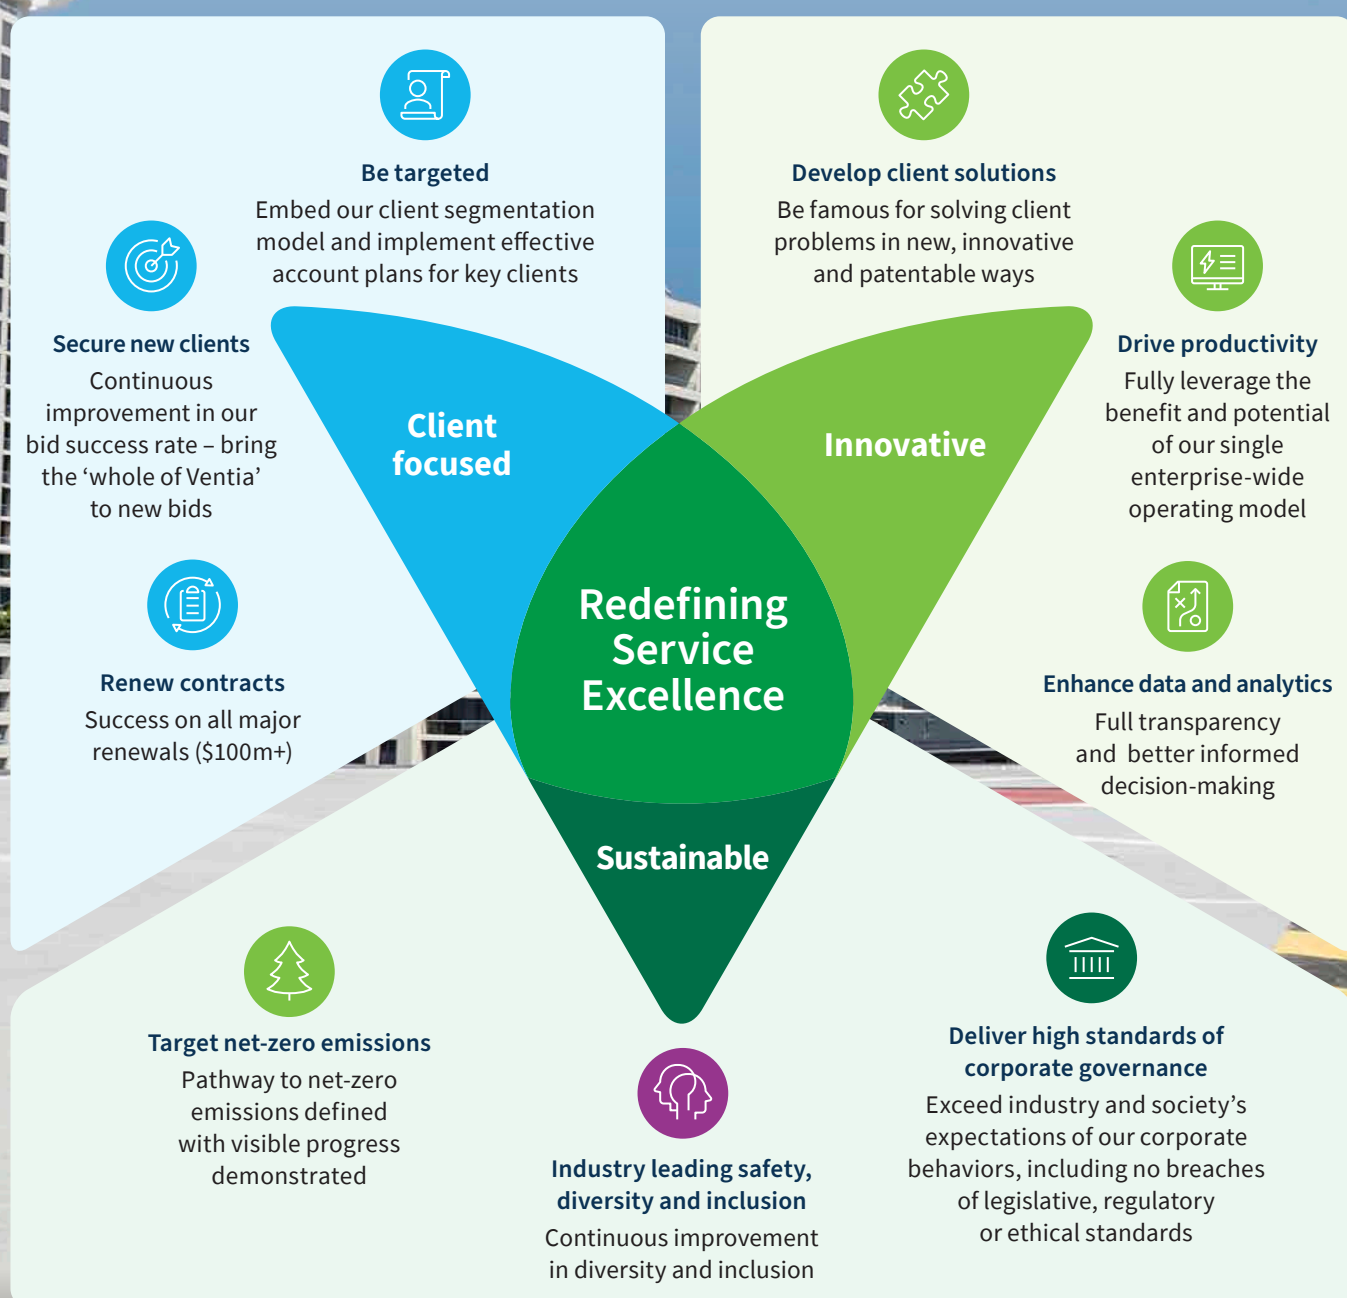 Be targeted
Embed our client segmentation
model and implement effective
account plans for key clients
Secure new clients
Continuous
improvement in our
bid success rate – bring
the ‘whole of Ventia’
to new bids
Renew contracts
Success on all major
renewals ($100m+)
Client
focused
Develop client solutions
Be famous for solving client
problems in new, innovative
and patentable ways
Drive productivity
Fully leverage the
benefit and potential
of our single
enterprise-wide
operating model
Enhance data and analytics
Full transparency
and better informed
decision-making
Innovative
Redefining
Service
Excellence
Sustainable
Target net-zero emissions
Pathway to net-zero
emissions defined
with visible progress
demonstrated
Industry leading safety,
diversity and inclusion
Continuous improvement
in diversity and inclusion
Deliver high standards of
corporate governance
Exceed industry and society’s
expectations of our corporate
behaviors, including no breaches
of legislative, regulatory
or ethical standards